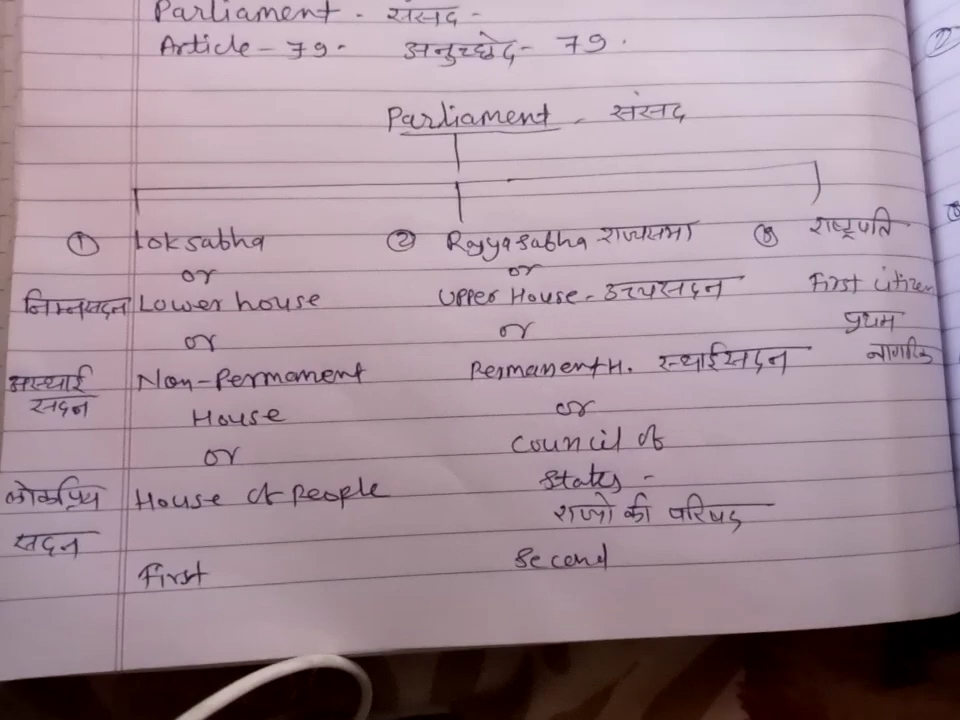 Parliament - संसद -
Article - 79 - अनुच्छेद - 79.
Parliament - संसद
① Loksabha ② Rajyasabha राज्यसभा ③ राष्ट्रपति
or or
निम्नसदन Lower house Upper House - उच्चसदन First citizen
or or प्रथम
अस्थाई Non-Permanent Permanent H. स्थाईसदन नागरिक
सदन House or
or Council of
लोकप्रिय House of people States -
सदन राज्यो की परिषद
First Second